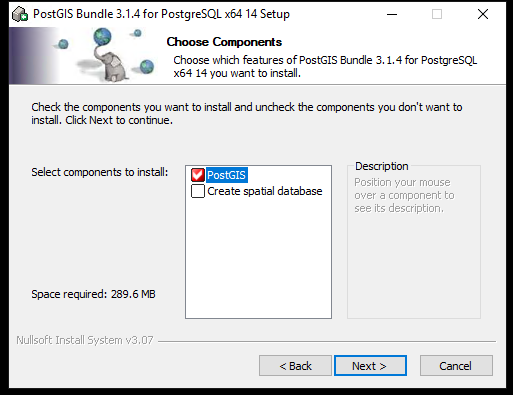 PostGIS Bundle 3.1.4 for PostgreSQL x64 14 Setup
Choose Components
Choose which features of PostGIS Bundle 3.1.4 for PostgreSQL
x64 14 you want to install.
Check the components you want to install and uncheck the components you don't want to
install. Click Next to continue.
Select components to install:
PostGIS
Create spatial database
Description
Position your mouse
over a component to
see its description.
Space required: 289.6 MB
Nullsoft Install System v3.07
< Back
Next >
Cancel